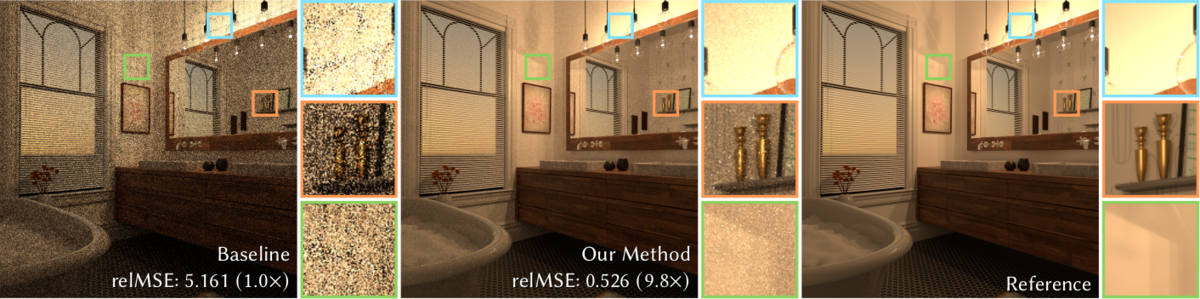 Baseline
relMSE: 5.161 (1.0×)
Our Method
relMSE: 0.526 (9.8×)
Reference